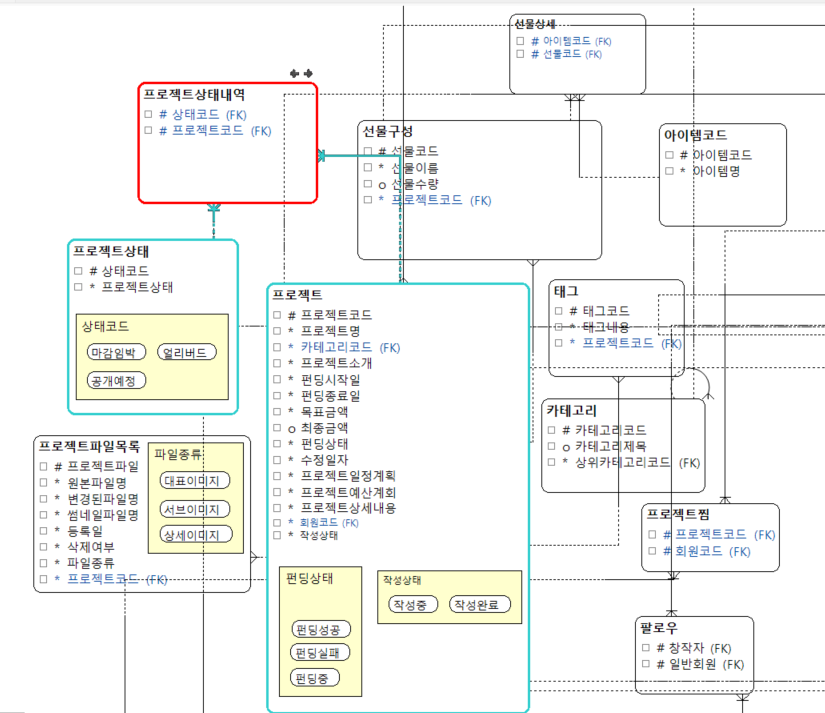 선물상세
# 아이템코드 (FK)
# 선물코드 (FK)
프로젝트상태내역
# 상태코드 (FK)
# 프로젝트코드 (FK)
선물구성
# 선물코드
* 선물이름
o 선물수량
* 프로젝트코드 (FK)
아이템코드
# 아이템코드
* 아이템명
프로젝트상태
# 상태코드
* 프로젝트상태
상태코드
마감임박
얼리버드
공개예정
프로젝트
# 프로젝트코드
* 프로젝트명
* 카테고리코드 (FK)
* 프로젝트소개
* 펀딩시작일
* 펀딩종료일
* 목표금액
o 최종금액
* 펀딩상태
* 수정일자
* 프로젝트일정계획
* 프로젝트예산계회
* 프로젝트상세내용
* 회원코드 (FK)
* 작성상태
펀딩상태
펀딩성공
펀딩실패
펀딩중
작성상태
작성중
작성완료
태그
# 태그코드
* 태그내용
* 프로젝트코드 (FK)
카테고리
# 카테고리코드
o 카테고리제목
* 상위카테고리코드 (FK)
프로젝트파일목록
# 프로젝트파일
* 원본파일명
* 변경된파일명
* 썸네일파일명
* 등록일
* 삭제여부
* 파일종류
* 프로젝트코드 (FK)
파일종류
대표이미지
서브이미지
상세이미지
프로젝트찜
# 프로젝트코드 (FK)
# 회원코드 (FK)
팔로우
# 창작자 (FK)
# 일반회원 (FK)